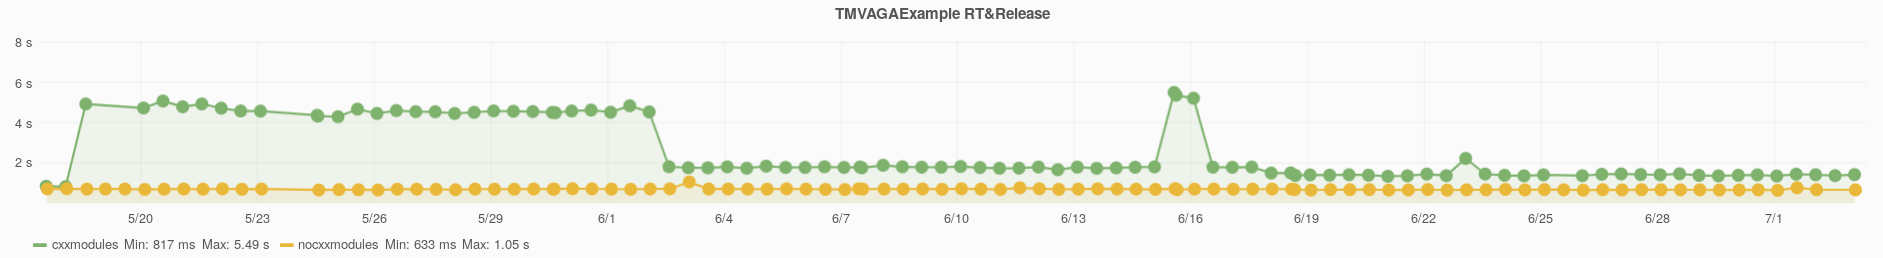 TMVAGAExample RT&Release
8 s
6 s
4 s
2 s
5/20 5/23 5/26 5/29 6/1 6/4 6/7 6/10 6/13 6/16 6/19 6/22 6/25 6/28 7/1
cxxmodules Min: 817 ms Max: 5.49 s nocxxmodules Min: 633 ms Max: 1.05 s